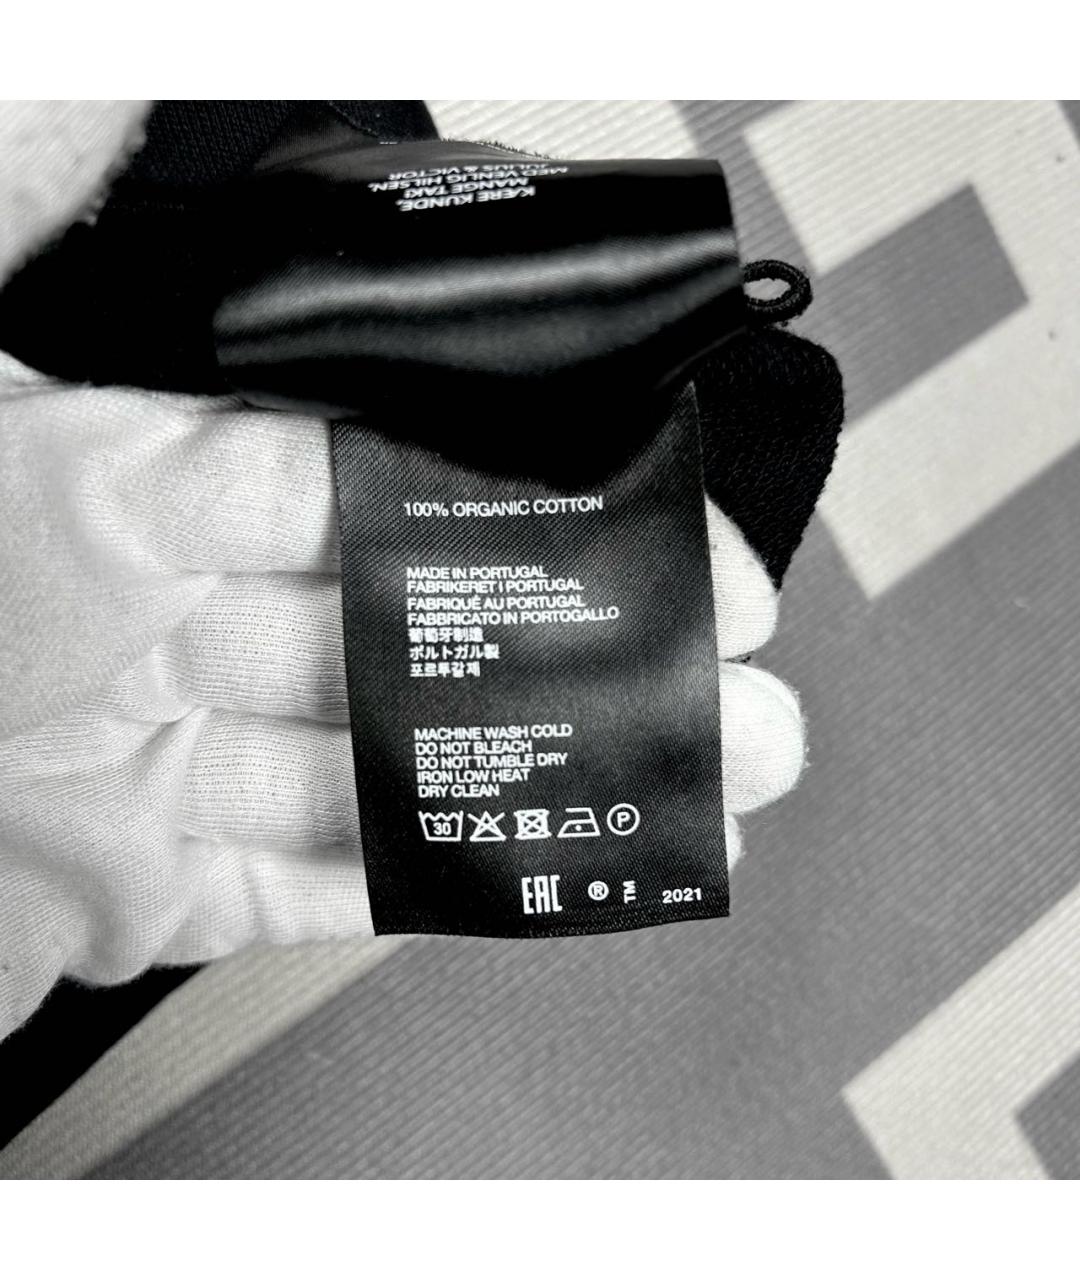 KÆRE KUNDE,
MANGE TAK!
MED VENLIG HILSEN,
JULIUS & VICTOR
100% ORGANIC COTTON
MADE IN PORTUGAL
FABRIKERET I PORTUGAL
FABRIQUÉ AU PORTUGAL
FABBRICATO IN PORTOGALLO
葡萄牙制造
ポルトガル製
포르투갈제
MACHINE WASH COLD
DO NOT BLEACH
DO NOT TUMBLE DRY
IRON LOW HEAT
DRY CLEAN
30 P
EAC ® TM 2021